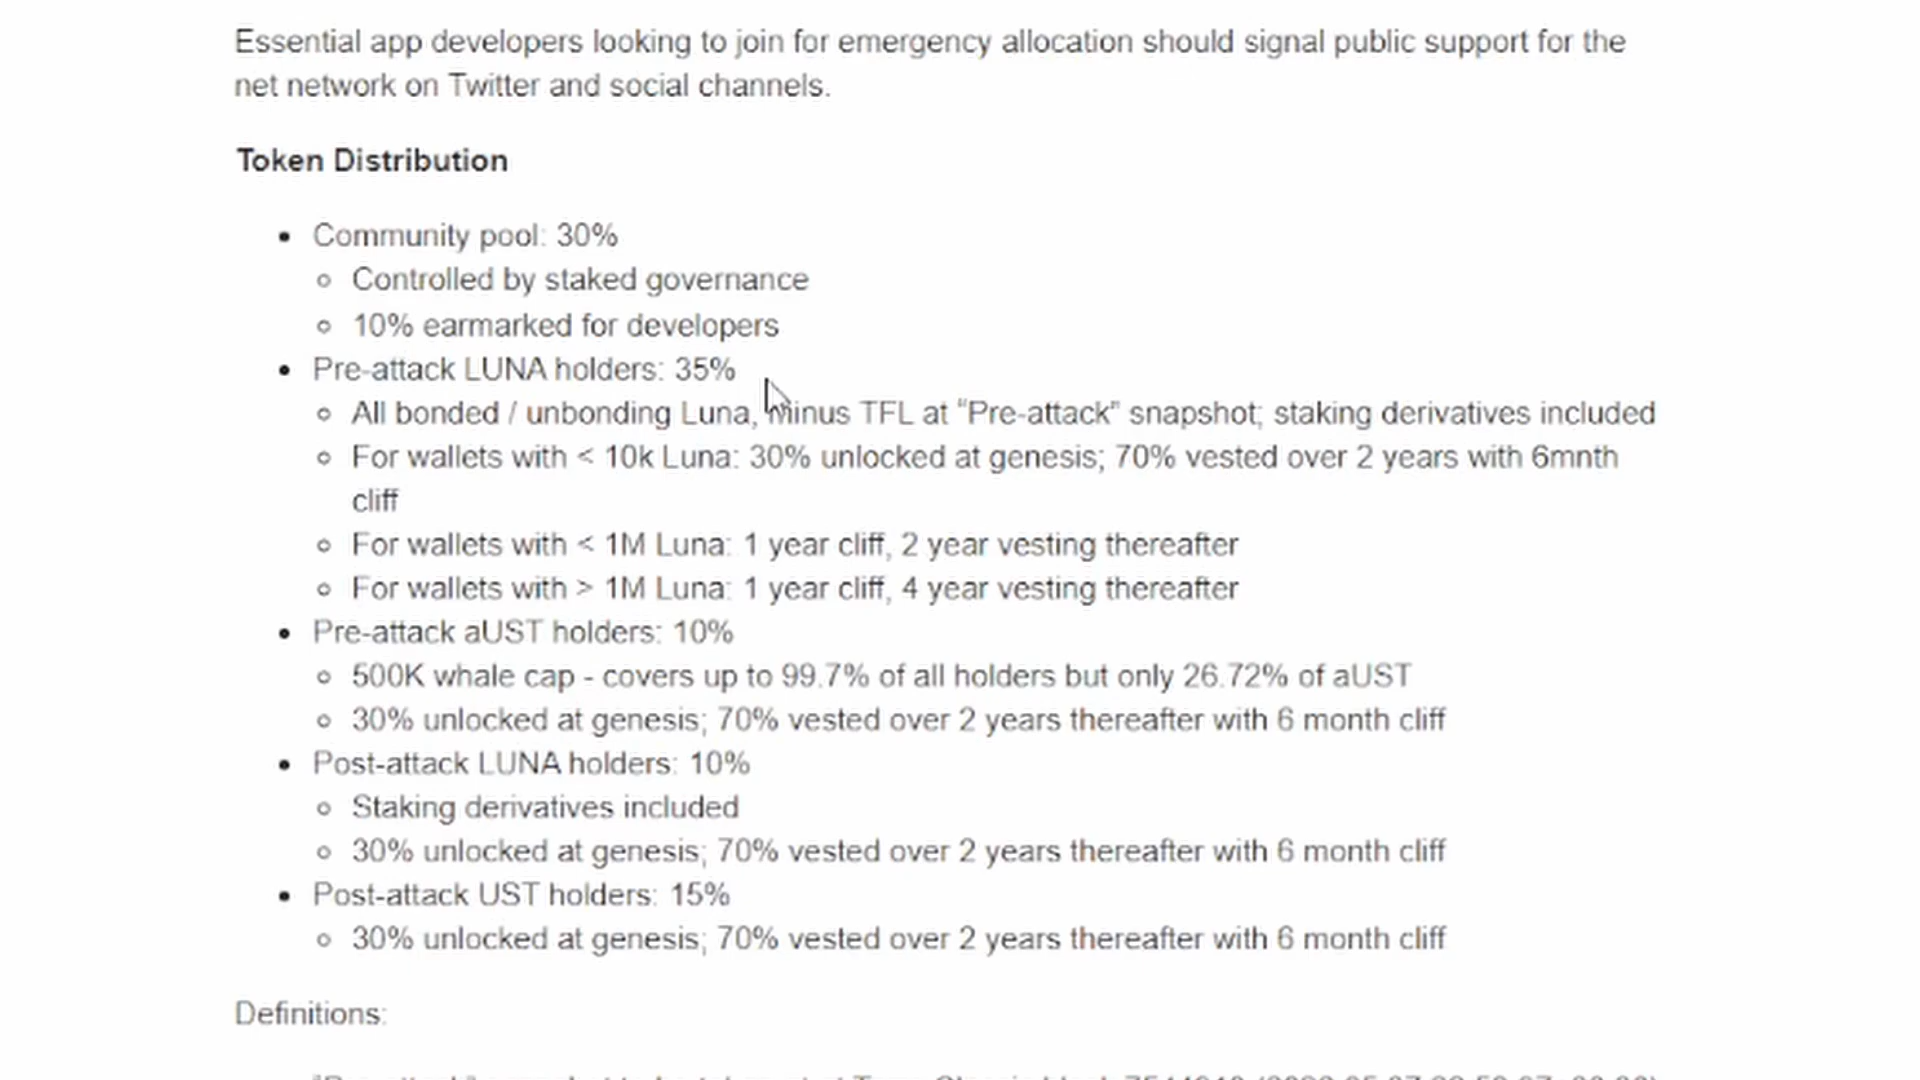 Essential app developers looking to join for emergency allocation should signal public support for the
net network on Twitter and social channels.
Token Distribution
• Community pool: 30%
○ Controlled by staked governance
○ 10% earmarked for developers
• Pre-attack LUNA holders: 35%
○ All bonded / unbonding Luna, minus TFL at “Pre-attack” snapshot; staking derivatives included
○ For wallets with < 10k Luna: 30% unlocked at genesis; 70% vested over 2 years with 6mnth
cliff
○ For wallets with < 1M Luna: 1 year cliff, 2 year vesting thereafter
○ For wallets with > 1M Luna: 1 year cliff, 4 year vesting thereafter
• Pre-attack aUST holders: 10%
○ 500K whale cap - covers up to 99.7% of all holders but only 26.72% of aUST
○ 30% unlocked at genesis; 70% vested over 2 years thereafter with 6 month cliff
• Post-attack LUNA holders: 10%
○ Staking derivatives included
○ 30% unlocked at genesis; 70% vested over 2 years thereafter with 6 month cliff
• Post-attack UST holders: 15%
○ 30% unlocked at genesis; 70% vested over 2 years thereafter with 6 month cliff
Definitions: